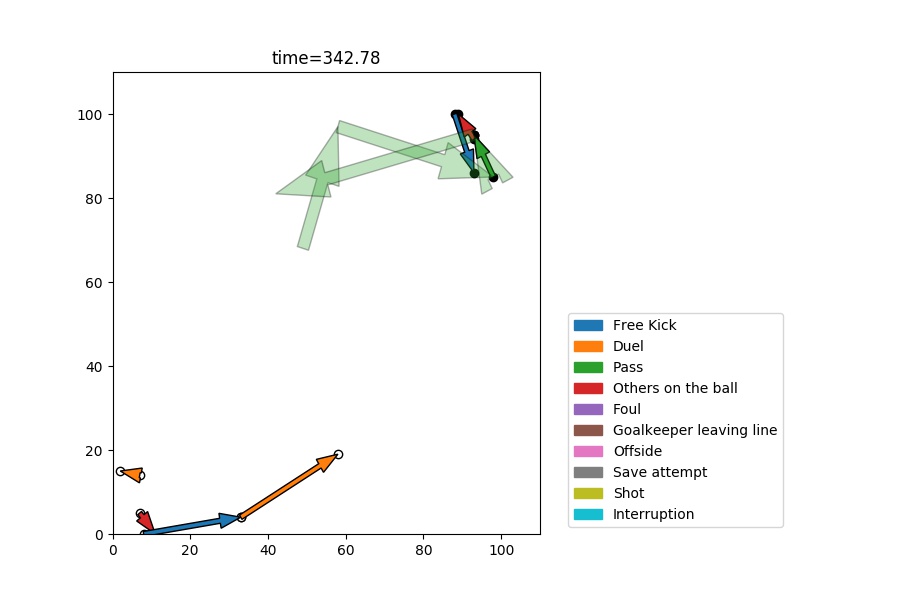 time=342.78
100
80
60
40
20
0
0 20 40 60 80 100
Free Kick
Duel
Pass
Others on the ball
Foul
Goalkeeper leaving line
Offside
Save attempt
Shot
Interruption